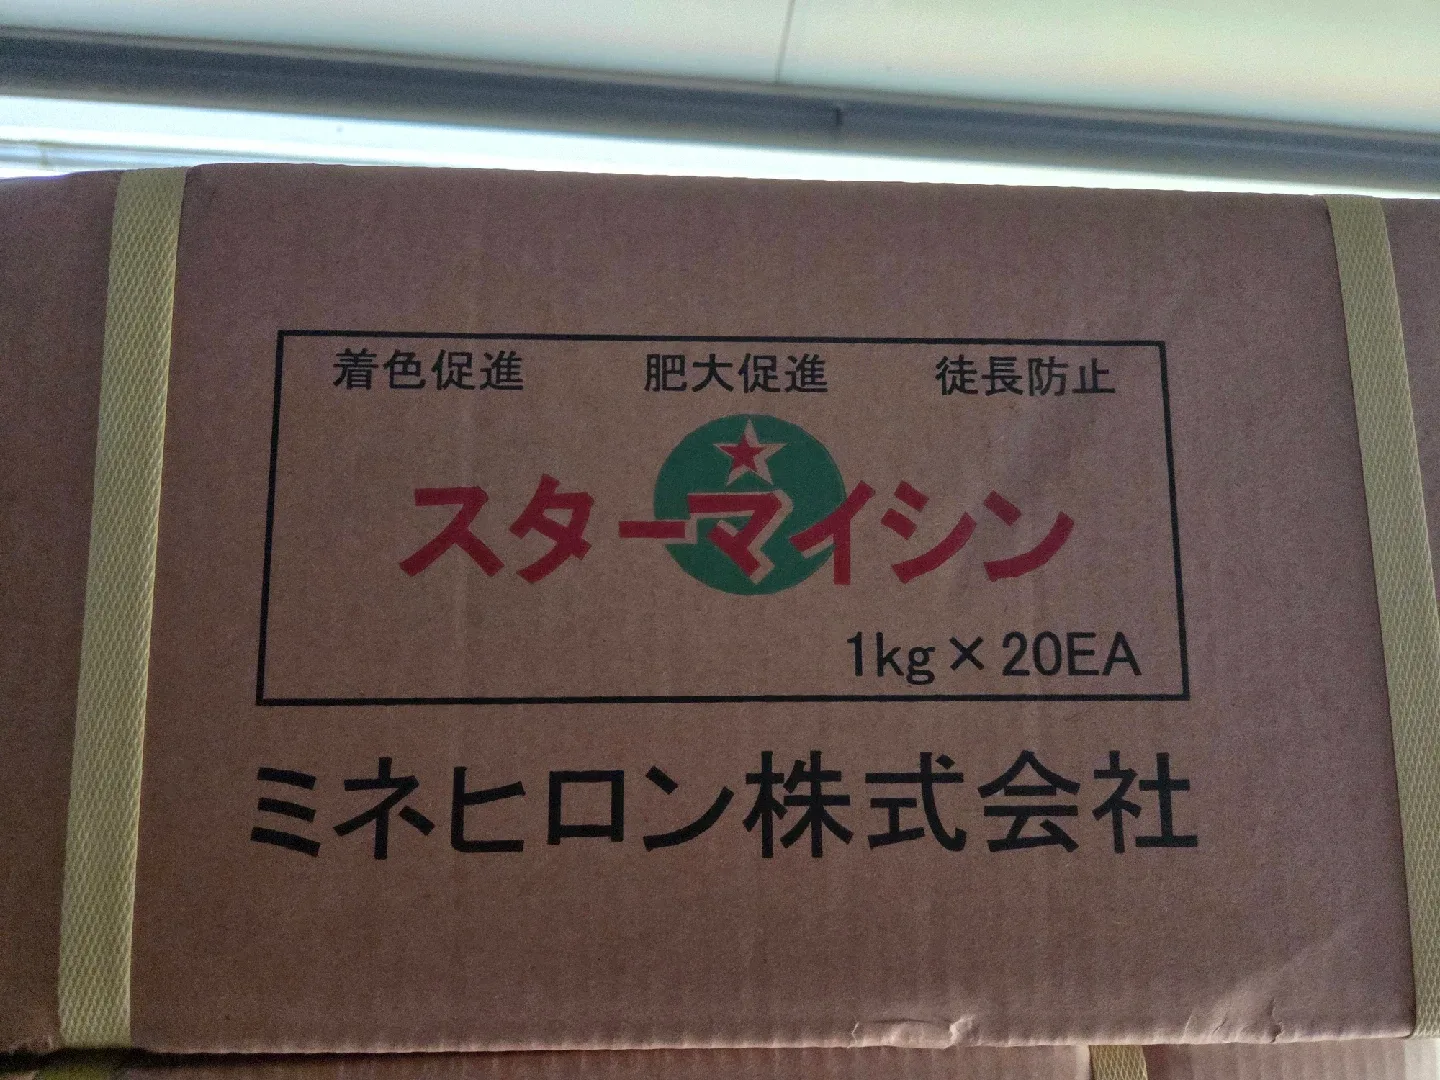 着色促進 肥大促進 徒長防止
スターマイシン
1kg×20EA
ミネヒロン株式会社